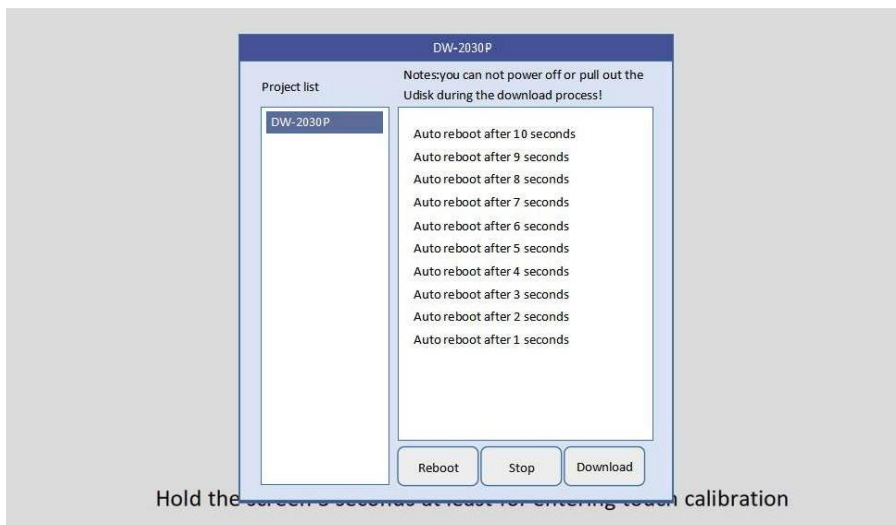 DW-2030P
Project list
Notes:you can not power off or pull out the
Udisk during the download process!
DW-2030P
Auto reboot after 10 seconds
Auto reboot after 9 seconds
Auto reboot after 8 seconds
Auto reboot after 7 seconds
Auto reboot after 6 seconds
Auto reboot after 5 seconds
Auto reboot after 4 seconds
Auto reboot after 3 seconds
Auto reboot after 2 seconds
Auto reboot after 1 seconds
Reboot Stop Download
Hold the calibration